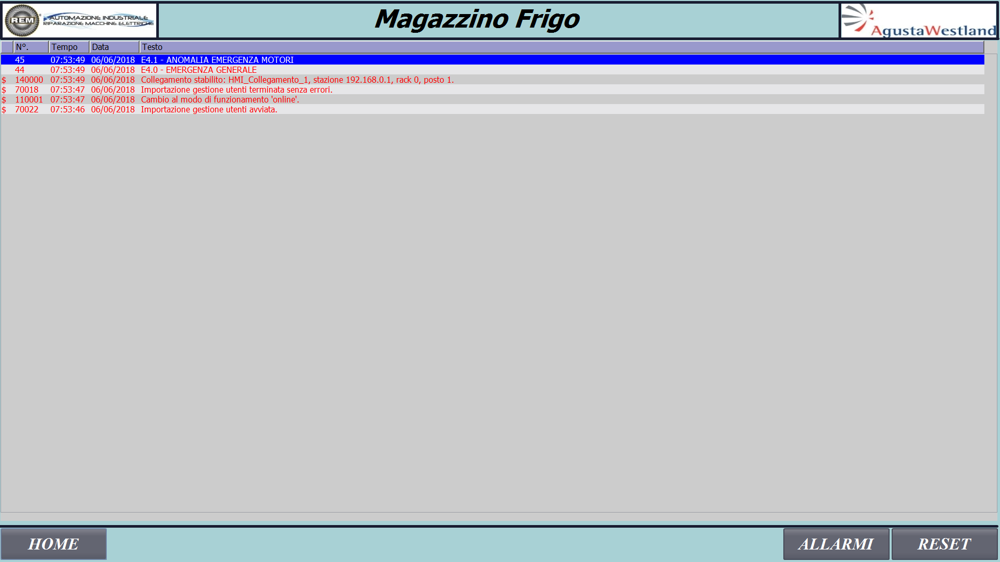 REM
AUTOMAZIONE INDUSTRIALE
RIPARAZIONE MACCHINE ELETTRICHE
Magazzino Frigo
AgustaWestland
N°. Tempo Data Testo
45 07:53:49 06/06/2018 E4.1 - ANOMALIA EMERGENZA MOTORI
44 07:53:49 06/06/2018 E4.0 - EMERGENZA GENERALE
$ 140000 07:53:49 06/06/2018 Collegamento stabilito: HMI_Collegamento_1, stazione 192.168.0.1, rack 0, posto 1.
$ 70018 07:53:47 06/06/2018 Importazione gestione utenti terminata senza errori.
$ 110001 07:53:47 06/06/2018 Cambio al modo di funzionamento 'online'.
$ 70022 07:53:46 06/06/2018 Importazione gestione utenti avviata.
HOME ALLARMI RESET